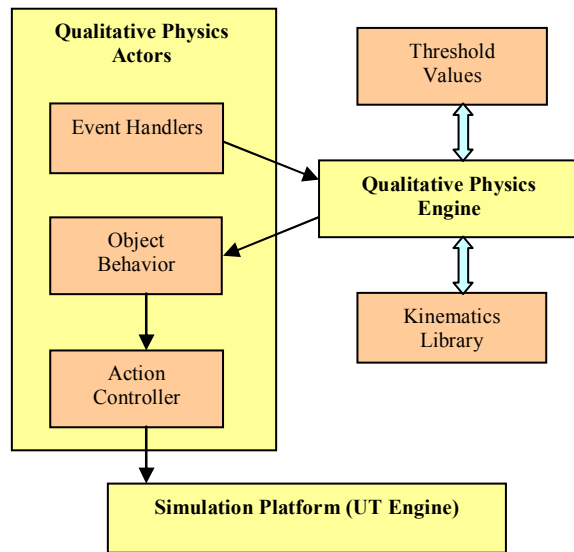 Qualitative Physics
Actors
Event Handlers
Object
Behavior
Action
Controller
Threshold
Values
Qualitative Physics
Engine
Kinematics
Library
Simulation Platform (UT Engine)